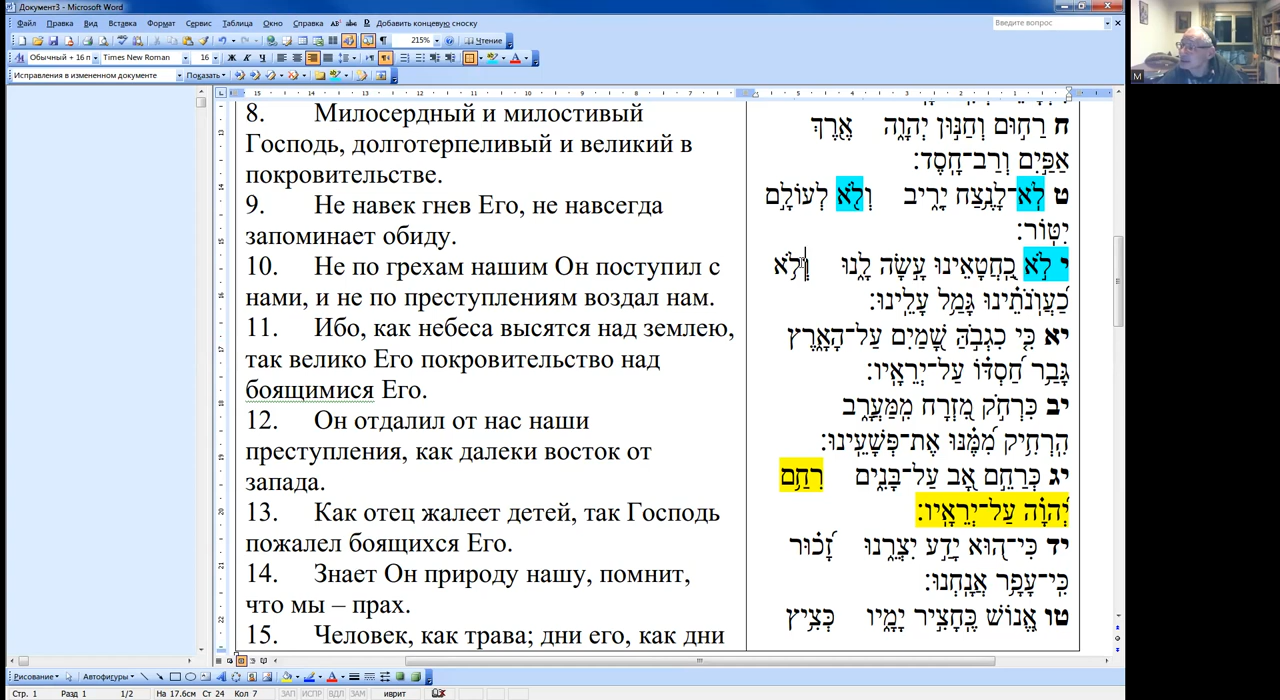 Документ3 - Microsoft Word
Файл Правка Вид Вставка Формат Сервис Таблица Окно Справка Добавить концевую сноску
Введите вопрос
215% Чтение
Обычный + 16 п Times New Roman 16 Ж К Ч
Исправления в измененном документе Показать
8. Милосердный и милостивый
Господь, долготерпеливый и великий в
покровительстве.
9. Не навек гнев Его, не навсегда
запоминает обиду.
10. Не по грехам нашим Он поступил с
нами, и не по преступлениям воздал нам.
11. Ибо, как небеса высятся над землею,
так велико Его покровительство над
боящимися Его.
12. Он отдалил от нас наши
преступления, как далеки восток от
запада.
13. Как отец жалеет детей, так Господь
пожалел боящихся Его.
14. Знает Он природу нашу, помнит,
что мы – прах.
15. Человек, как трава; дни его, как дни
ח רַח֣וּם וְחַנּ֣וּן יְהוָ֑ה אֶ֖רֶךְ
אַפַּ֣יִם וְרַב־חָֽסֶד׃
ט לֹֽא־לָנֶ֥צַח יָרִ֑יב וְלֹ֖א לְעוֹלָ֣ם
יִטּֽוֹר׃
י לֹ֣א כַ֭חֲטָאֵינוּ עָ֣שָׂה לָ֑נוּ וְלֹ֥א
כַ֝עֲוֺנֹתֵ֗ינוּ גָּמַ֥ל עָלֵֽינוּ׃
יא כִּ֤י כִגְבֹ֣הַּ שָׁ֭מַיִם עַל־הָאָ֑רֶץ
גָּבַ֥ר חַ֝סְדּ֗וֹ עַל־יְרֵאָֽיו׃
יב כִּרְחֹ֣ק מִ֭זְרָח מִֽמַּעֲרָ֑ב
הִֽרְחִ֥יק מִ֝מֶּ֗נּוּ אֶת־פְּשָׁעֵֽינוּ׃
יג כְּרַחֵ֣ם אָ֭ב עַל־בָּנִ֑ים רִחַ֥ם
יְ֝הוָ֗ה עַל־יְרֵאָֽיו׃
יד כִּי־ה֖וּא יָדַ֣ע יִצְרֵ֑נוּ זָ֝כ֗וּר
כִּי־עָפָ֥ר אֲנָֽחְנוּ׃
טו אֱ֭נוֹשׁ כֶּחָצִ֣יר יָמָ֑יו כְּצִ֥יץ
Рисование Автофигуры
Стр. 1 Разд 1 1/2 На 17.6см Ст 24 Кол 7 ЗАП ИСПР ВДЛ ЗАМ иврит
M